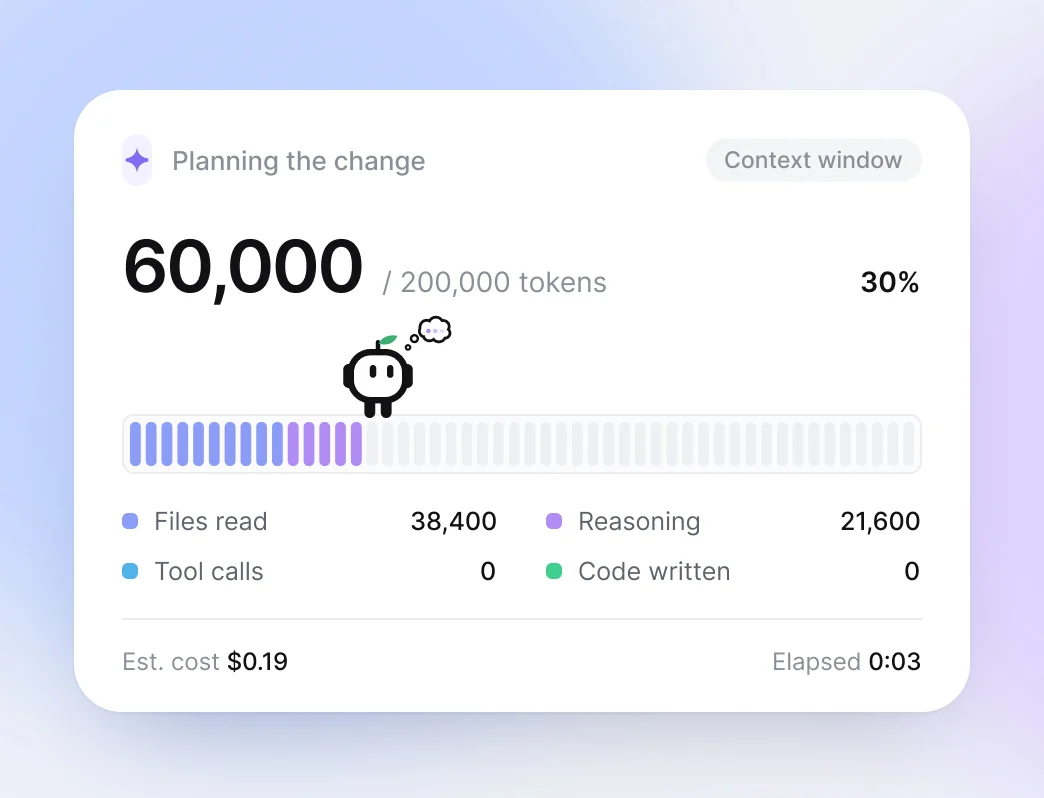 Planning the change
Context window
60,000 / 200,000 tokens
30%
Files read 38,400
Reasoning 21,600
Tool calls 0
Code written 0
Est. cost $0.19
Elapsed 0:03